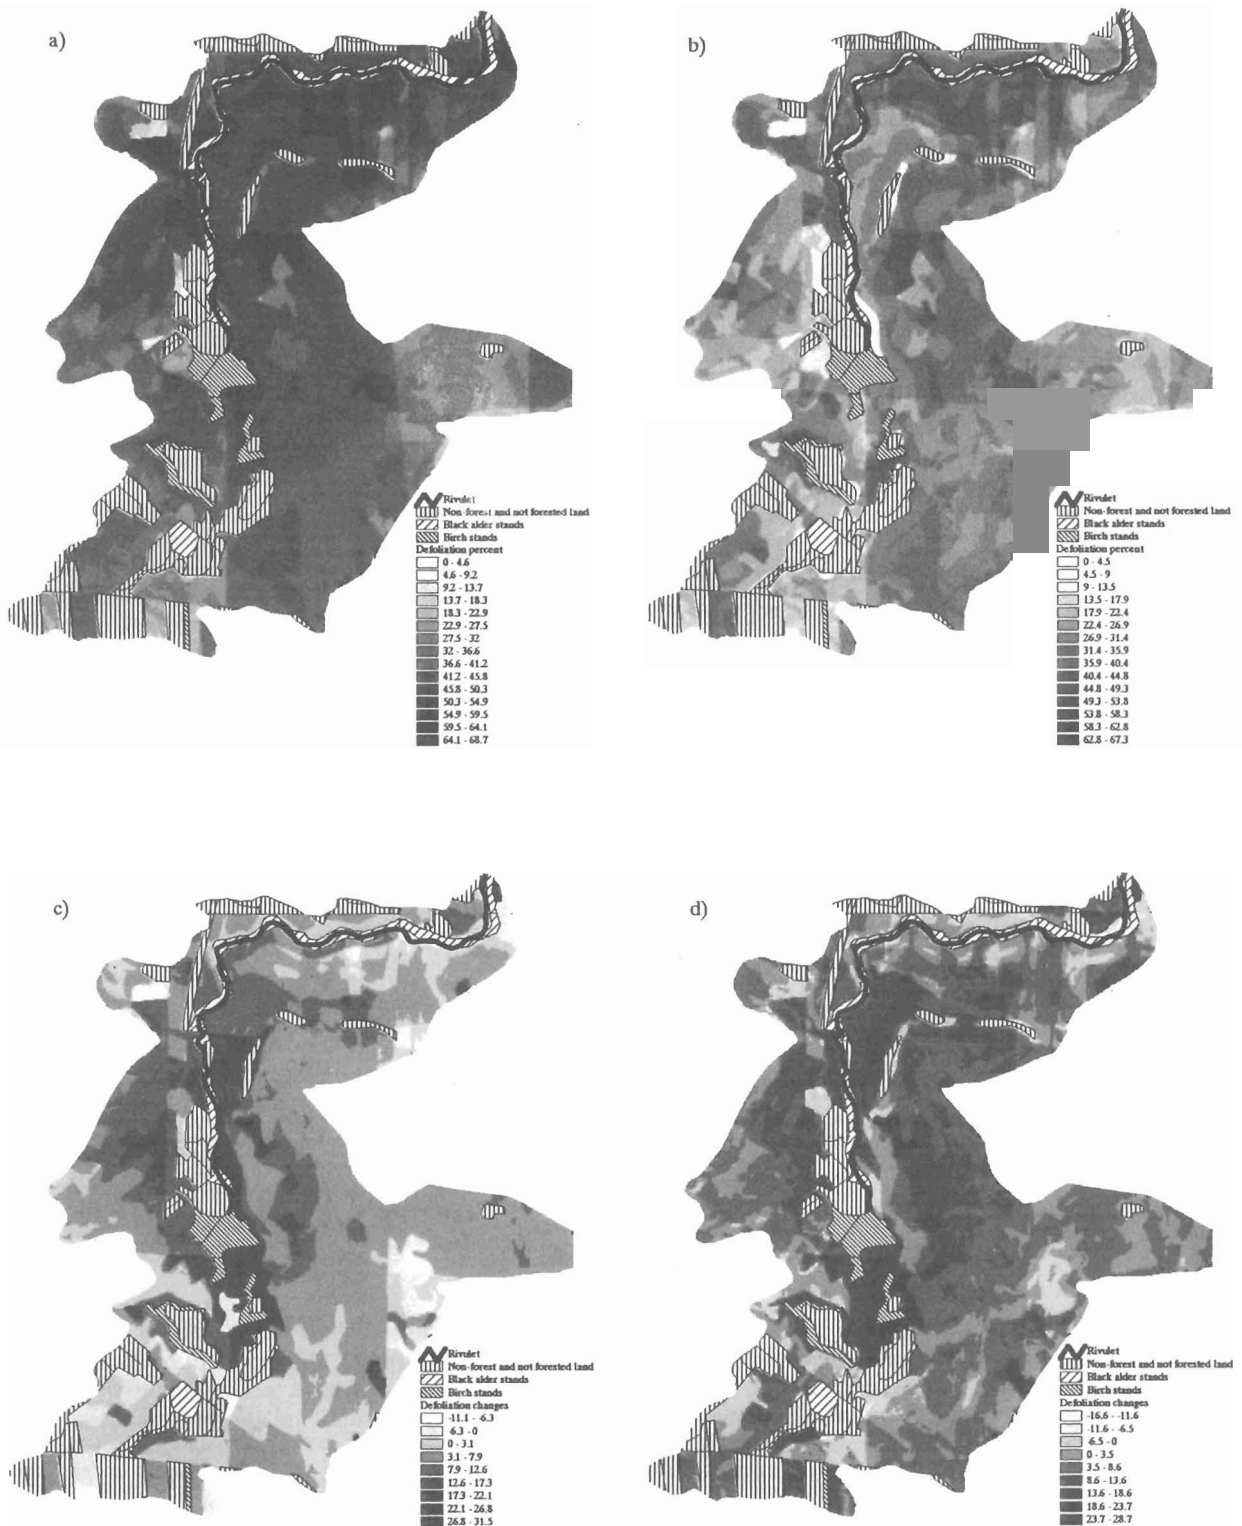 a)
Rivulet
Non-forest and not forested land
Black alder stands
Birch stands
Defoliation percent
0 - 4.6
4.6 - 9.2
9.2 - 13.7
13.7 - 18.3
18.3 - 22.9
22.9 - 27.5
27.5 - 32
32 - 36.6
36.6 - 41.2
41.2 - 45.8
45.8 - 50.3
50.3 - 54.9
54.9 - 59.5
59.5 - 64.1
64.1 - 68.7
b)
Rivulet
Non-forest and not forested land
Black alder stands
Birch stands
Defoliation percent
0 - 4.5
4.5 - 9
9 - 13.5
13.5 - 17.9
17.9 - 22.4
22.4 - 26.9
26.9 - 31.4
31.4 - 35.9
35.9 - 40.4
40.4 - 44.8
44.8 - 49.3
49.3 - 53.8
53.8 - 58.3
58.3 - 62.8
62.8 - 67.3
c)
Rivulet
Non-forest and not forested land
Black alder stands
Birch stands
Defoliation changes
-11.1 - -6.3
-6.3 - 0
0 - 3.1
3.1 - 7.9
7.9 - 12.6
12.6 - 17.3
17.3 - 22.1
22.1 - 26.8
26.8 - 31.5
d)
Rivulet
Non-forest and not forested land
Black alder stands
Birch stands
Defoliation changes
-16.6 - -11.6
-11.6 - -6.5
-6.5 - 0
0 - 3.5
3.5 - 8.6
8.6 - 13.6
13.6 - 18.6
18.6 - 23.7
23.7 - 28.7